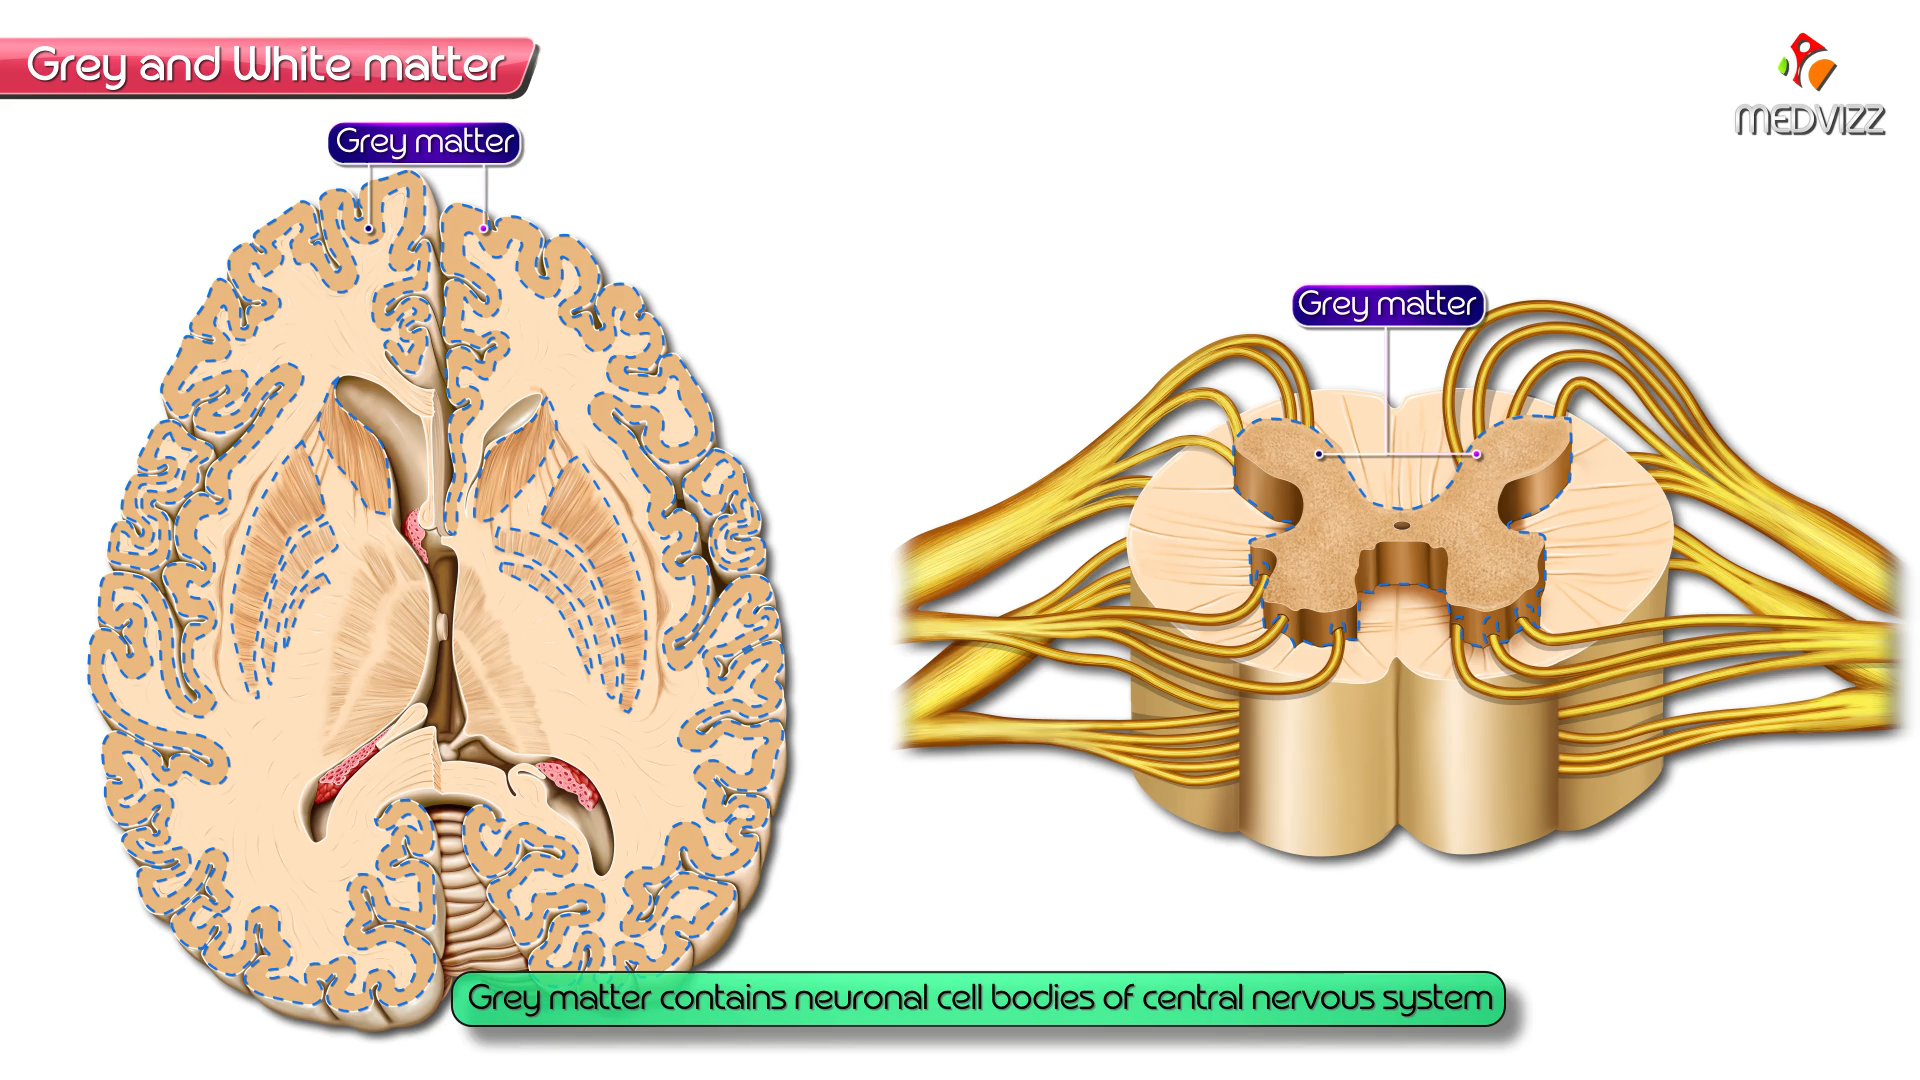 Grey and White matter
MEDVIZZ
Grey matter
Grey matter
Grey matter contains neuronal cell bodies of central nervous system